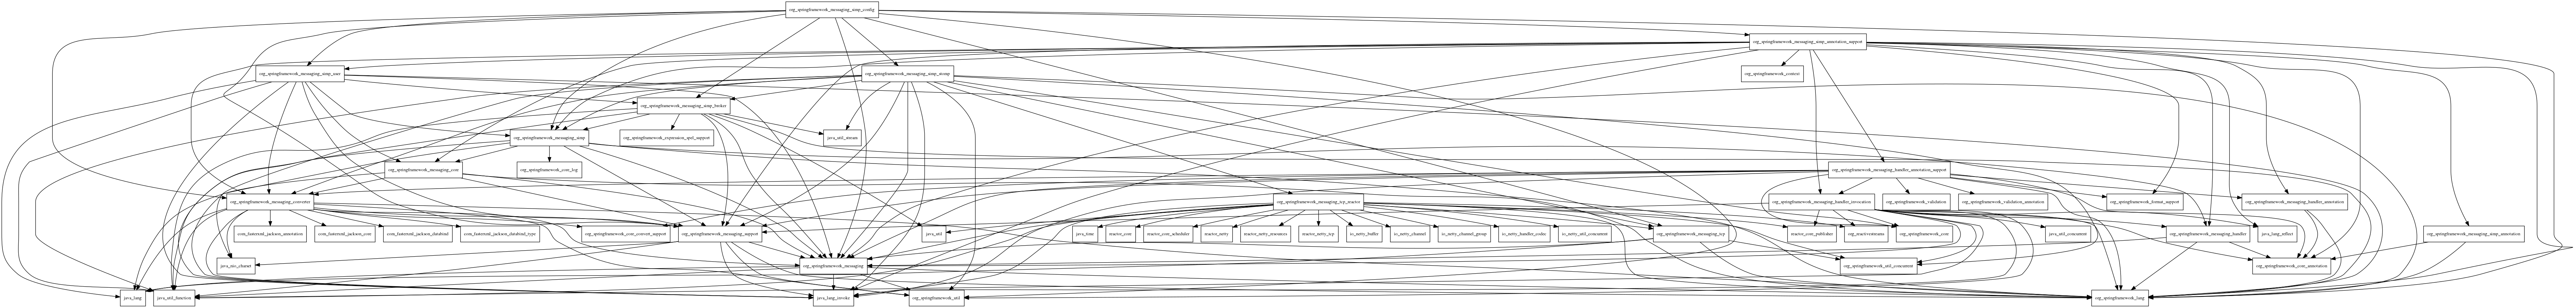 org_springframework_messaging_simp_config
org_springframework_messaging_simp_annotation_support
org_springframework_messaging_simp_user
org_springframework_messaging_simp_stomp
org_springframework_context
org_springframework_messaging_simp_broker
org_springframework_messaging_simp
org_springframework_expression_spel_support
java_util_stream
org_springframework_messaging_core
org_springframework_core_log
org_springframework_messaging_handler_annotation_support
org_springframework_messaging_converter
org_springframework_messaging_tcp_reactor
org_springframework_messaging_handler_invocation
org_springframework_validation
org_springframework_validation_annotation
org_springframework_format_support
org_springframework_messaging_handler_annotation
com_fasterxml_jackson_annotation
com_fasterxml_jackson_core
com_fasterxml_jackson_databind
com_fasterxml_jackson_databind_type
org_springframework_core_convert_support
org_springframework_messaging_support
java_util
java_time
reactor_core
reactor_core_scheduler
reactor_netty
reactor_netty_resources
reactor_netty_tcp
io_netty_buffer
io_netty_channel
io_netty_channel_group
io_netty_handler_codec
io_netty_util_concurrent
org_springframework_messaging_tcp
reactor_core_publisher
org_reactivestreams
org_springframework_core
java_util_concurrent
org_springframework_messaging_handler
java_lang_reflect
org_springframework_messaging_simp_annotation
java_nio_charset
org_springframework_messaging
org_springframework_util_concurrent
org_springframework_core_annotation
java_lang
java_util_function
java_lang_invoke
org_springframework_util
org_springframework_lang